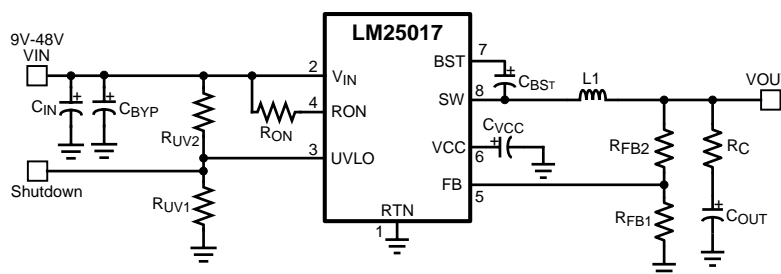 LM25017
9V-48V
VIN
2
VIN
BST
7
CBST
L1
VOUT
CIN
CBYP
4
RON
RON
SW
8
RUV2
CVCC
VCC
6
RFB2
RC
3
UVLO
FB
5
Shutdown
RUV1
RTN
1
RFB1
COUT